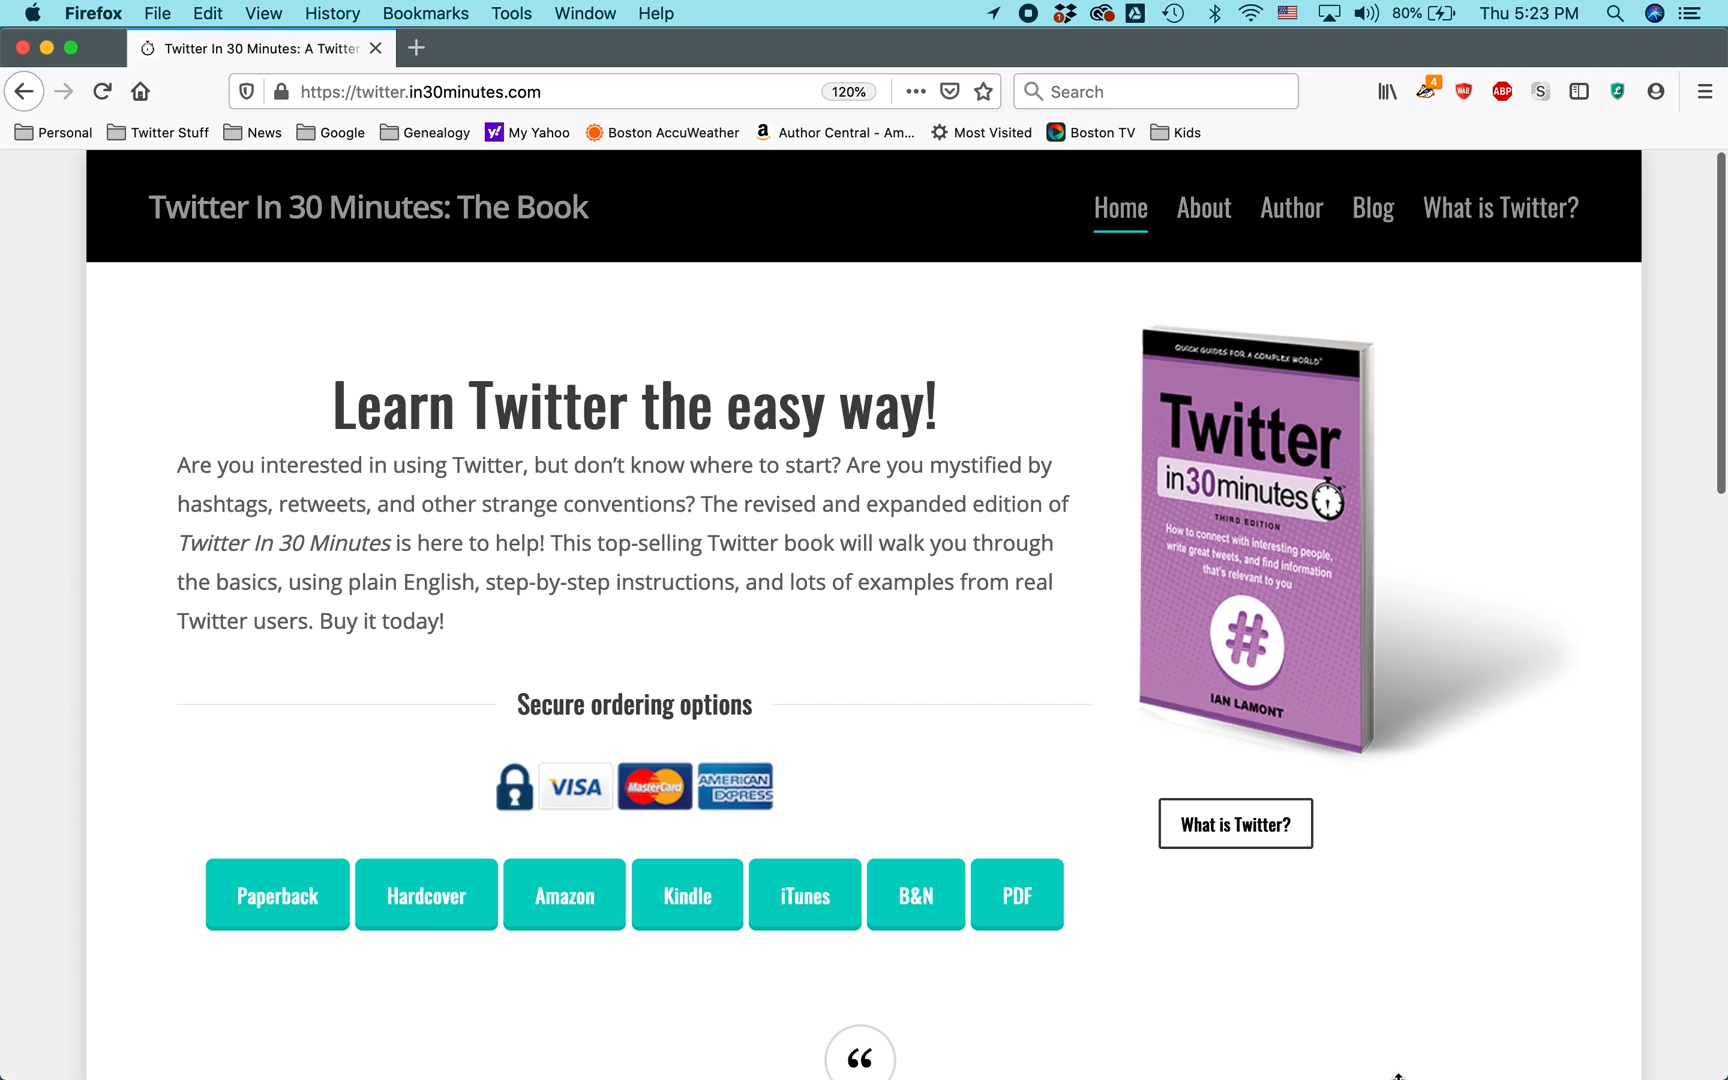 Firefox File Edit View History Bookmarks Tools Window Help 1 80% Thu 5:23 PM
Twitter In 30 Minutes: A Twitter
https://twitter.in30minutes.com 120% Search 4 WAB ABP S
Personal Twitter Stuff News Google Genealogy My Yahoo Boston AccuWeather Author Central - Am... Most Visited Boston TV Kids
Twitter In 30 Minutes: The Book Home About Author Blog What is Twitter?
Learn Twitter the easy way!
Are you interested in using Twitter, but don’t know where to start? Are you mystified by
hashtags, retweets, and other strange conventions? The revised and expanded edition of
Twitter In 30 Minutes is here to help! This top-selling Twitter book will walk you through
the basics, using plain English, step-by-step instructions, and lots of examples from real
Twitter users. Buy it today!
Secure ordering options
VISA MasterCard AMERICAN EXPRESS
Paperback Hardcover Amazon Kindle iTunes B&N PDF
QUICK GUIDES FOR A COMPLEX WORLD™
Twitter
in30minutes™
THIRD EDITION
How to connect with interesting people,
write great tweets, and find information
that's relevant to you
#
IAN LAMONT
What is Twitter?
“